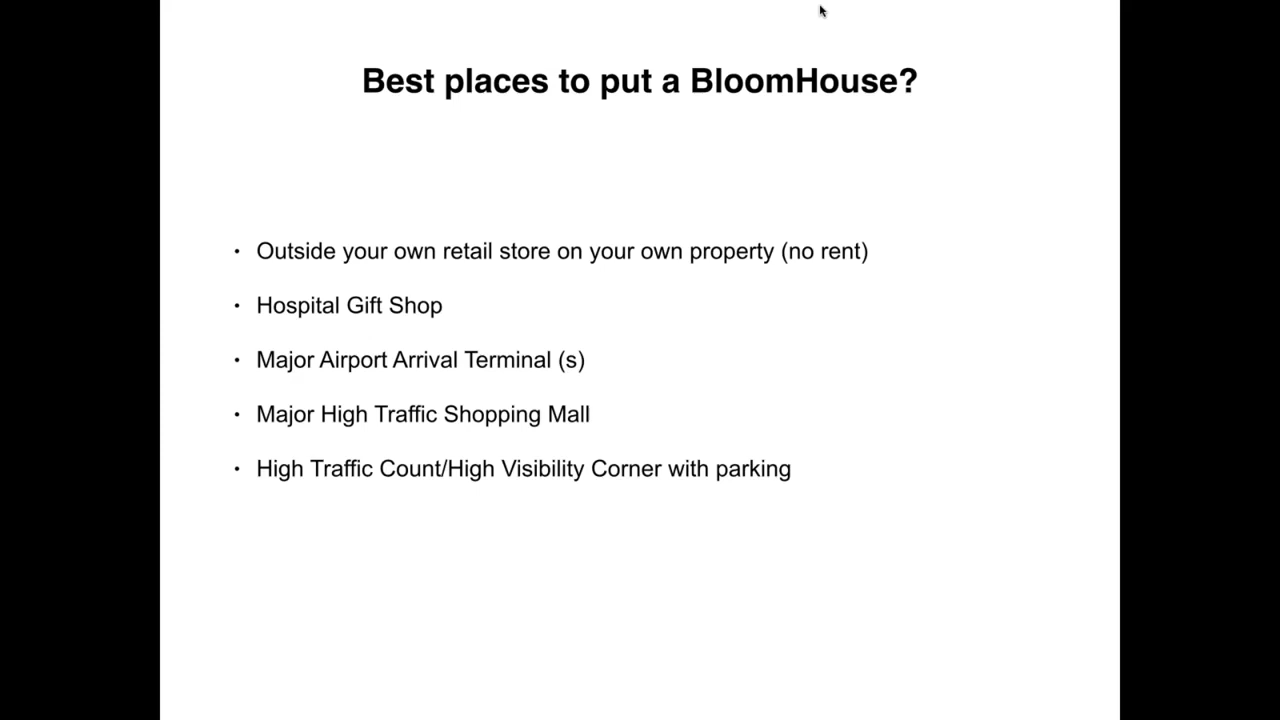 Best places to put a BloomHouse?
• Outside your own retail store on your own property (no rent)
• Hospital Gift Shop
• Major Airport Arrival Terminal (s)
• Major High Traffic Shopping Mall
• High Traffic Count/High Visibility Corner with parking